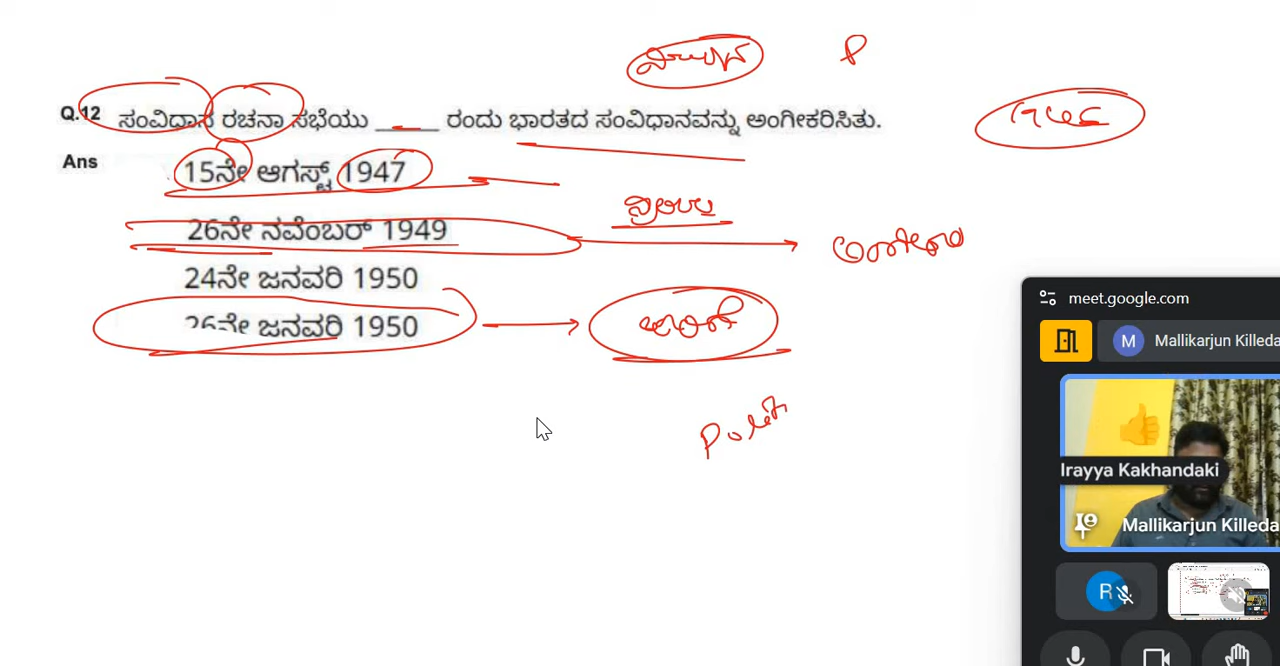 Q.12 ಸಂವಿಧಾನ ರಚನಾ ಸಭೆಯು ____ ರಂದು ಭಾರತದ ಸಂವಿಧಾನವನ್ನು ಅಂಗೀಕರಿಸಿತು.
Ans
15ನೇ ಆಗಸ್ಟ್ 1947
26ನೇ ನವೆಂಬರ್ 1949
24ನೇ ಜನವರಿ 1950
26ನೇ ಜನವರಿ 1950
meet.google.com
M Mallikarjun Killeda
Irayya Kakhandaki
Mallikarjun Killeda
R